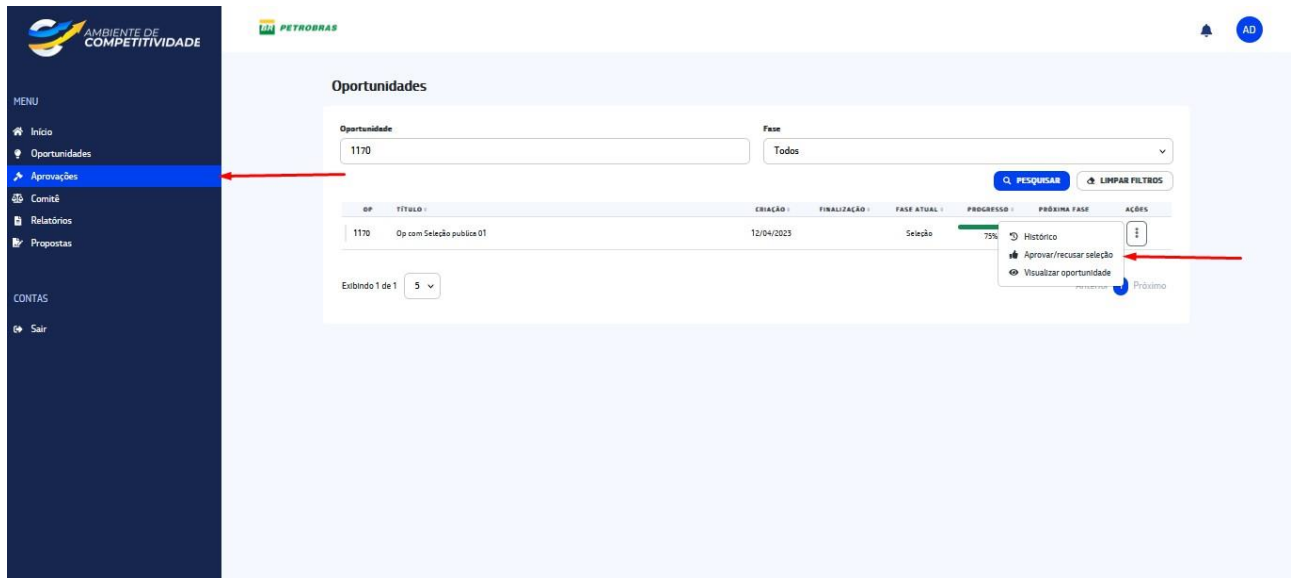 AMBIENTE DE
COMPETITIVIDADE
PETROBRAS
AD
MENU
Início
Oportunidades
Aprovações
Comitê
Relatórios
Propostas
CONTAS
Sair
Oportunidades
Oportunidade
Fase
1170
Todos
PESQUISAR
LIMPAR FILTROS
OP TÍTULO CRIAÇÃO FINALIZAÇÃO FASE ATUAL PROGRESSO PRÓXIMA FASE AÇÕES
1170 Op com Seleção publica 01 12/04/2023 Seleção 75%
Histórico
Aprovar/recusar seleção
Visualizar oportunidade
Exibindo 1 de 1 5
Próximo